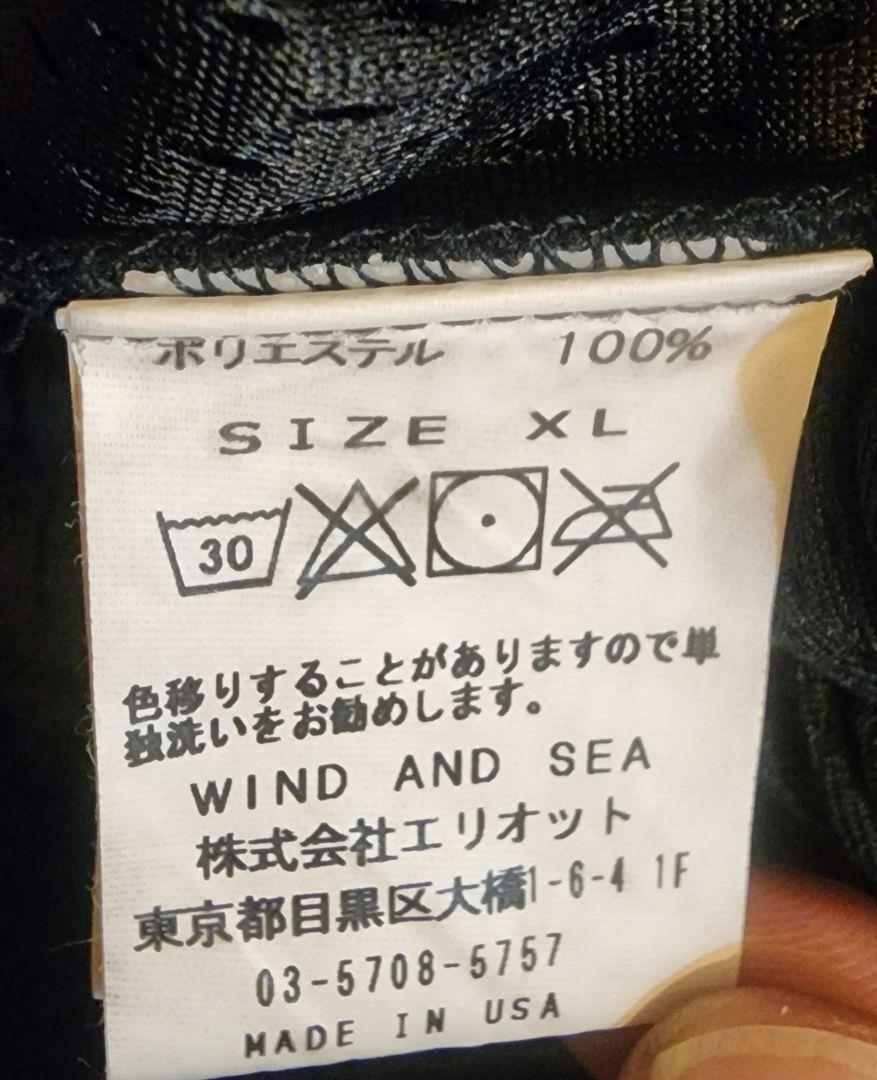 ポリエステル 100%
SIZE XL
30
色移りすることがありますので単
独洗いをお勧めします。
WIND AND SEA
株式会社エリオット
東京都目黒区大橋1-6-4 1F
03-5708-5757
MADE IN USA